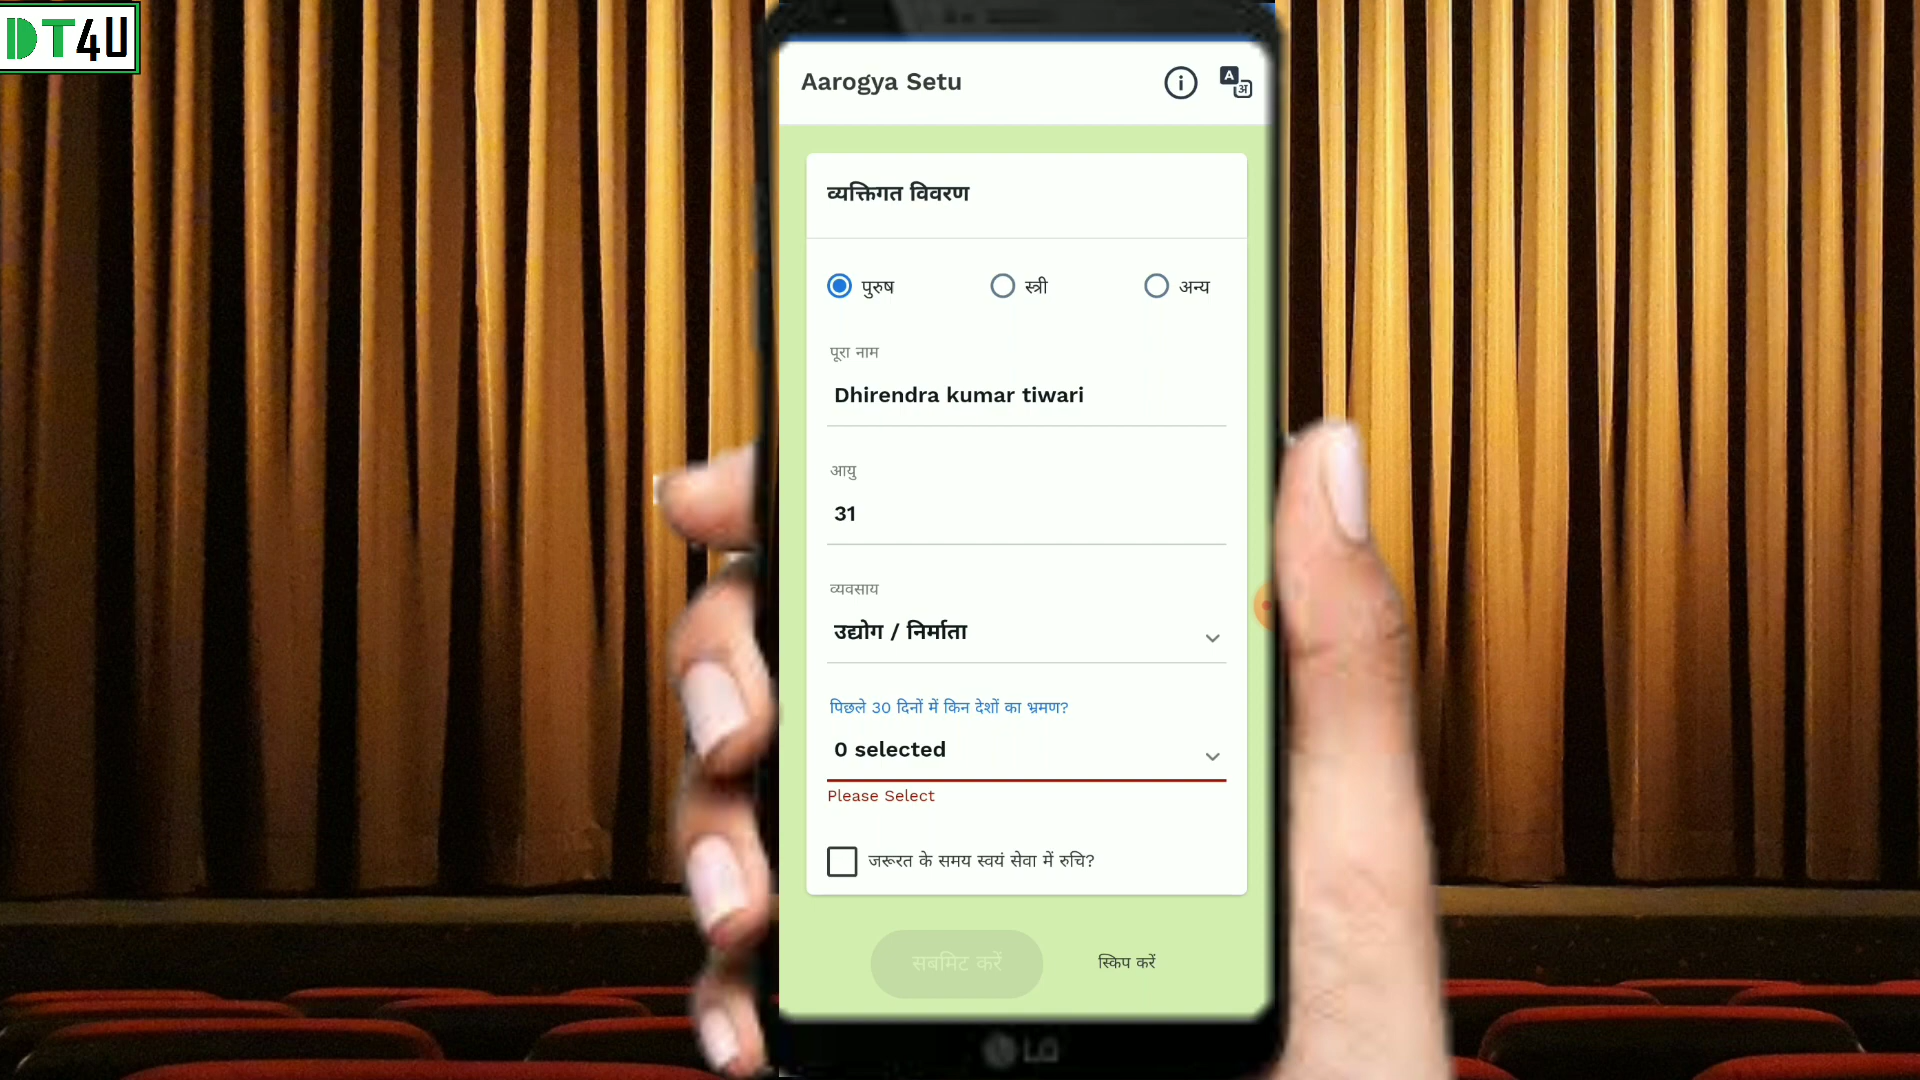 DT4U
Aarogya Setu
व्यक्तिगत विवरण
पुरुष स्त्री अन्य
पूरा नाम
Dhirendra kumar tiwari
आयु
31
व्यवसाय
उद्योग / निर्माता
पिछले 30 दिनों में किन देशों का भ्रमण?
0 selected
Please Select
जरूरत के समय स्वयं सेवा में रुचि?
सबमिट करें स्किप करें
LG